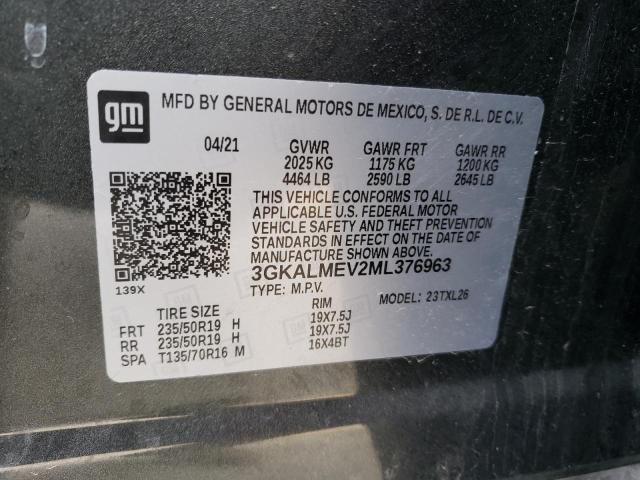 gm
MFD BY GENERAL MOTORS DE MEXICO, S. DE R.L. DE C.V.
04/21 GVWR GAWR FRT GAWR RR
2025 KG 1175 KG 1200 KG
4464 LB 2590 LB 2645 LB
THIS VEHICLE CONFORMS TO ALL
APPLICABLE U.S. FEDERAL MOTOR
VEHICLE SAFETY AND THEFT PREVENTION
STANDARDS IN EFFECT ON THE DATE OF
MANUFACTURE SHOWN ABOVE.
3GKALMEV2ML376963
139X
TYPE: M.P.V. MODEL: 23TXL26
TIRE SIZE RIM
FRT 235/50R19 H 19X7.5J
RR 235/50R19 H 19X7.5J
SPA T135/70R16 M 16X4BT